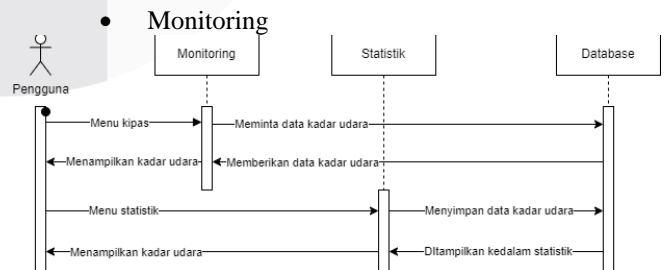 Monitoring
Monitoring
Statistik
Database
Pengguna
Menu kipas
Meminta data kadar udara
Menampilkan kadar udara
Memberikan data kadar udara
Menu statistik
Menyimpan data kadar udara
Menampilkan kadar udara
DItampilkan kedalam statistik